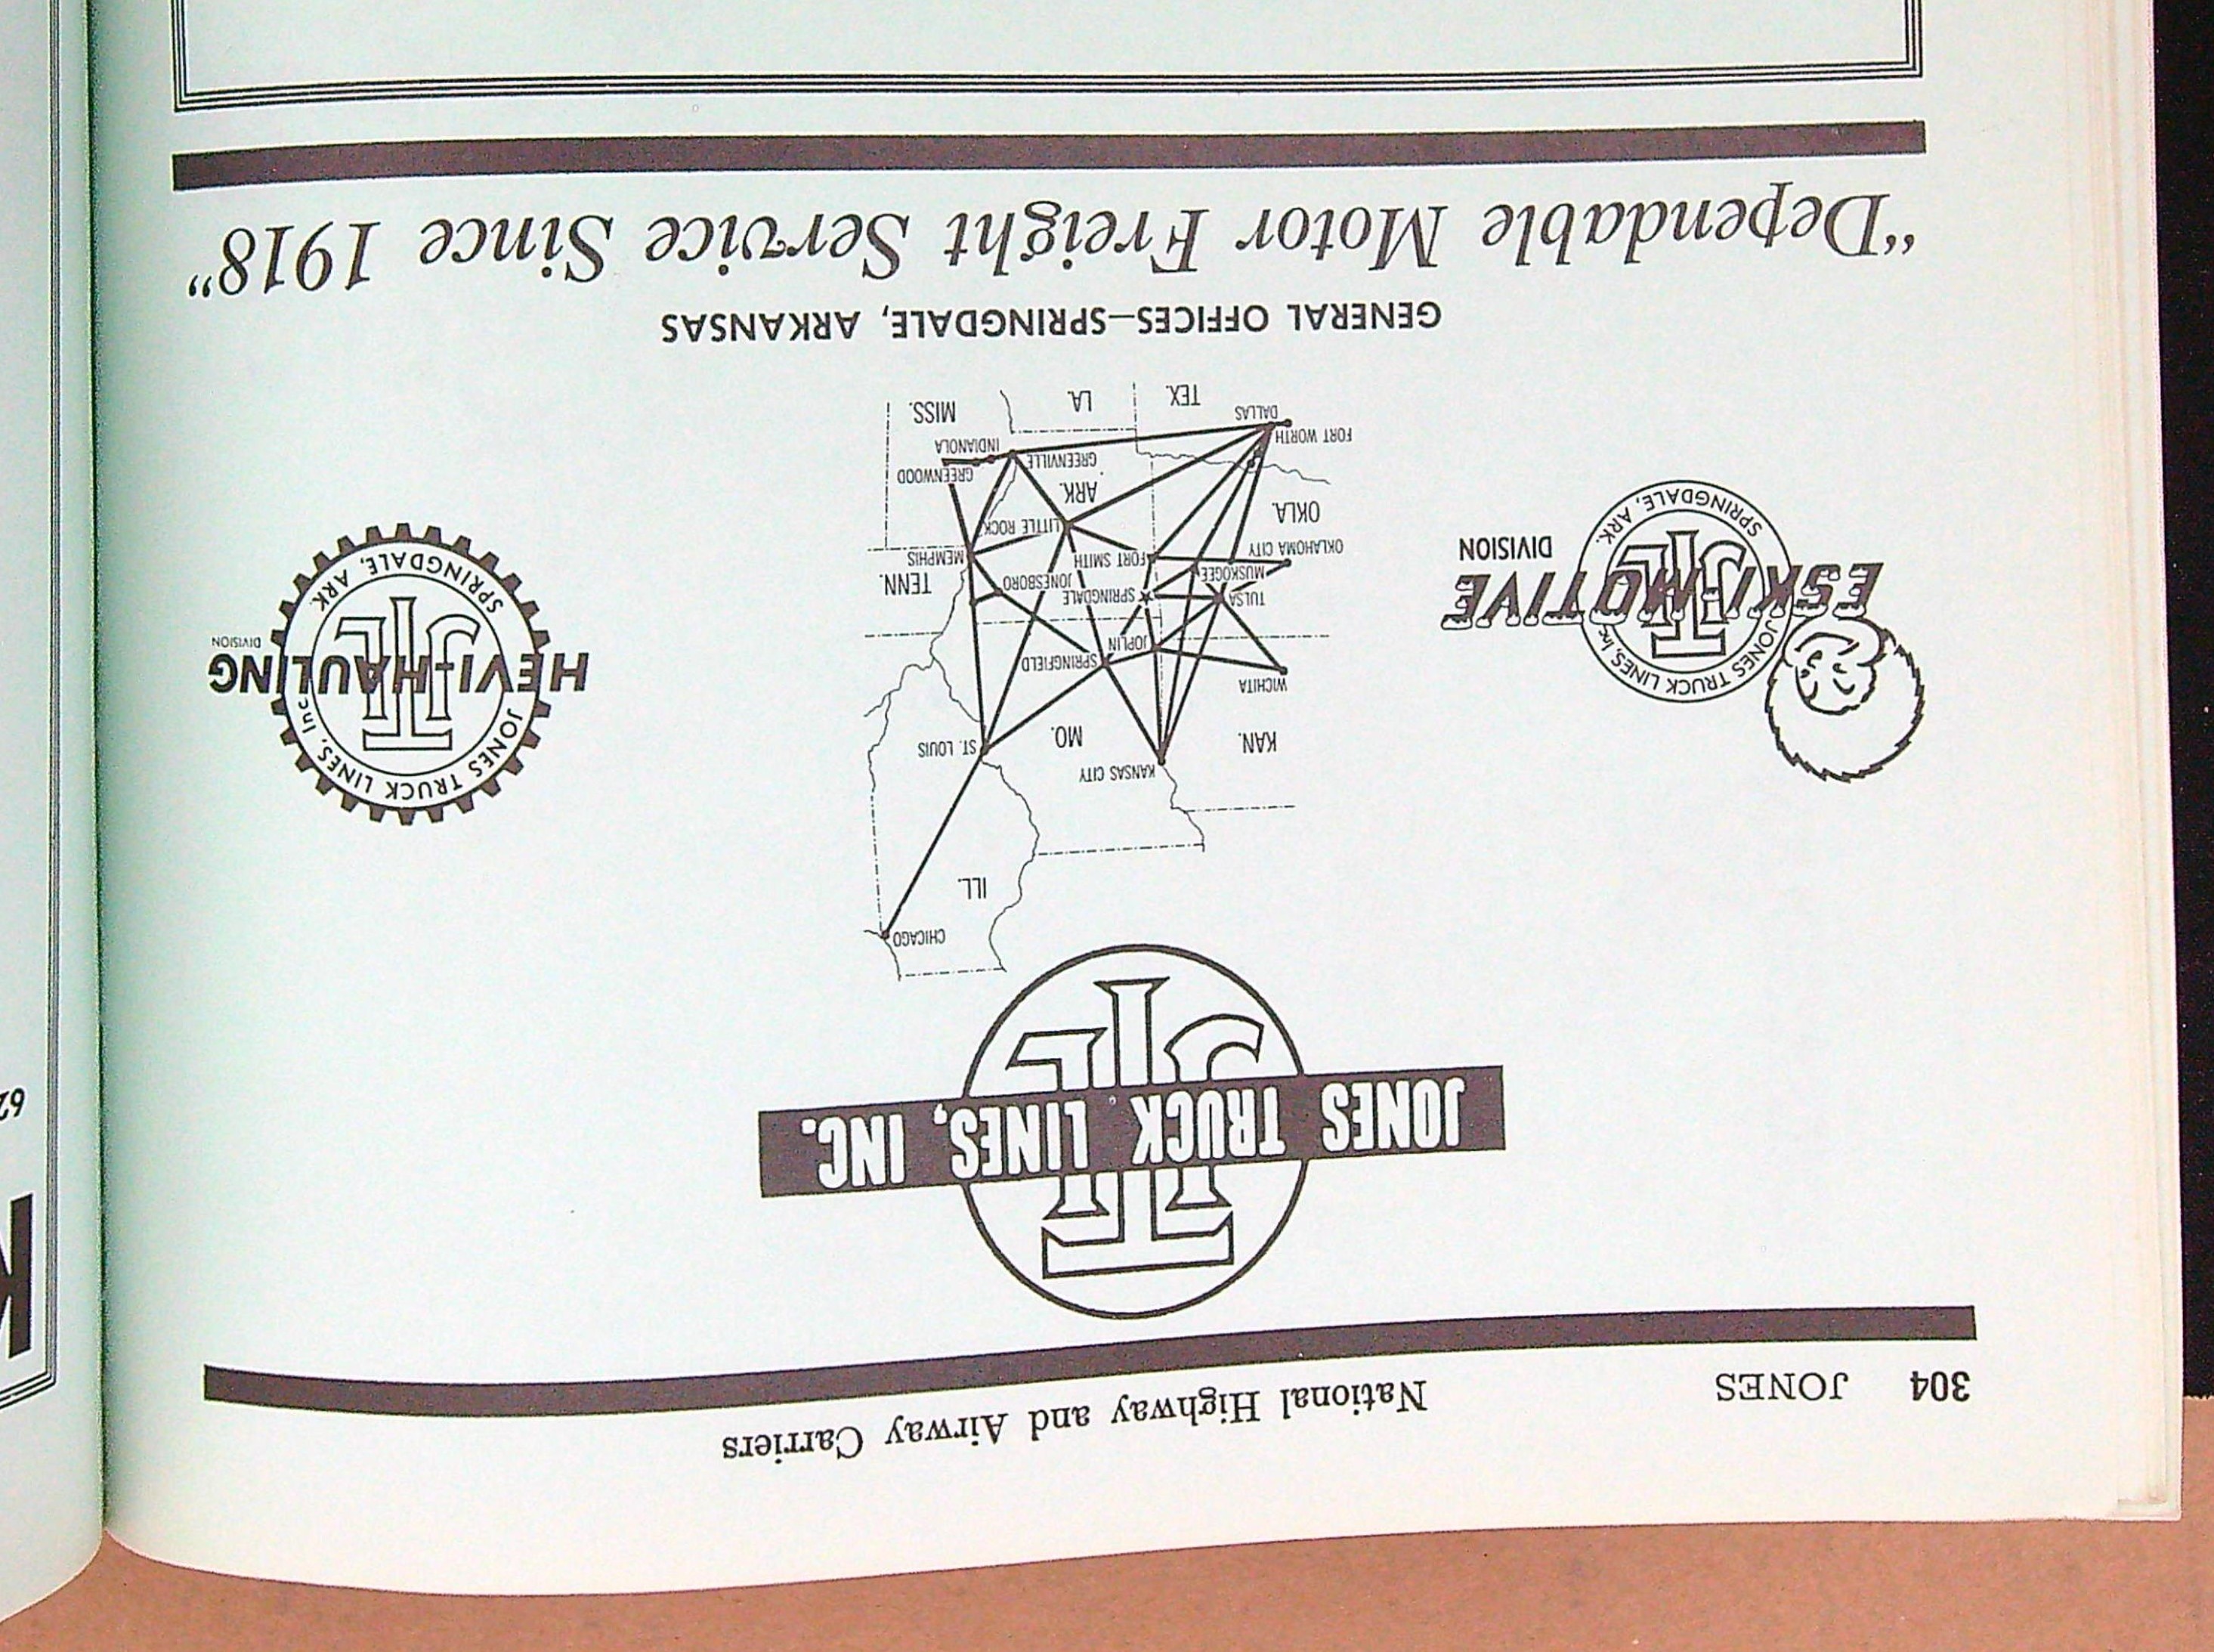 304 JONES National Highway and Airway Carriers
JTL
JONES TRUCK LINES, INC.
CHICAGO
ILL.
KANSAS CITY
KAN.
MO.
ST. LOUIS
WICHITA
SPRINGFIELD
JOPLIN
TULSA
SPRINGDALE
MUSKOGEE
JONESBORO
TENN.
OKLAHOMA CITY
FORT SMITH
MEMPHIS
OKLA.
LITTLE ROCK
ARK.
GREENVILLE
GREENWOOD
INDIANOLA
FORT WORTH
DALLAS
TEX.
LA.
MISS.
JONES TRUCK LINES, Inc.
JTL
ESKI-MOTIVE
DIVISION
SPRINGDALE, ARK.
JONES TRUCK LINES, Inc.
JTL
HEVI-HAULING
DIVISION
SPRINGDALE, ARK.
GENERAL OFFICES—SPRINGDALE, ARKANSAS
“Dependable Motor Freight Service Since 1918”
K
62